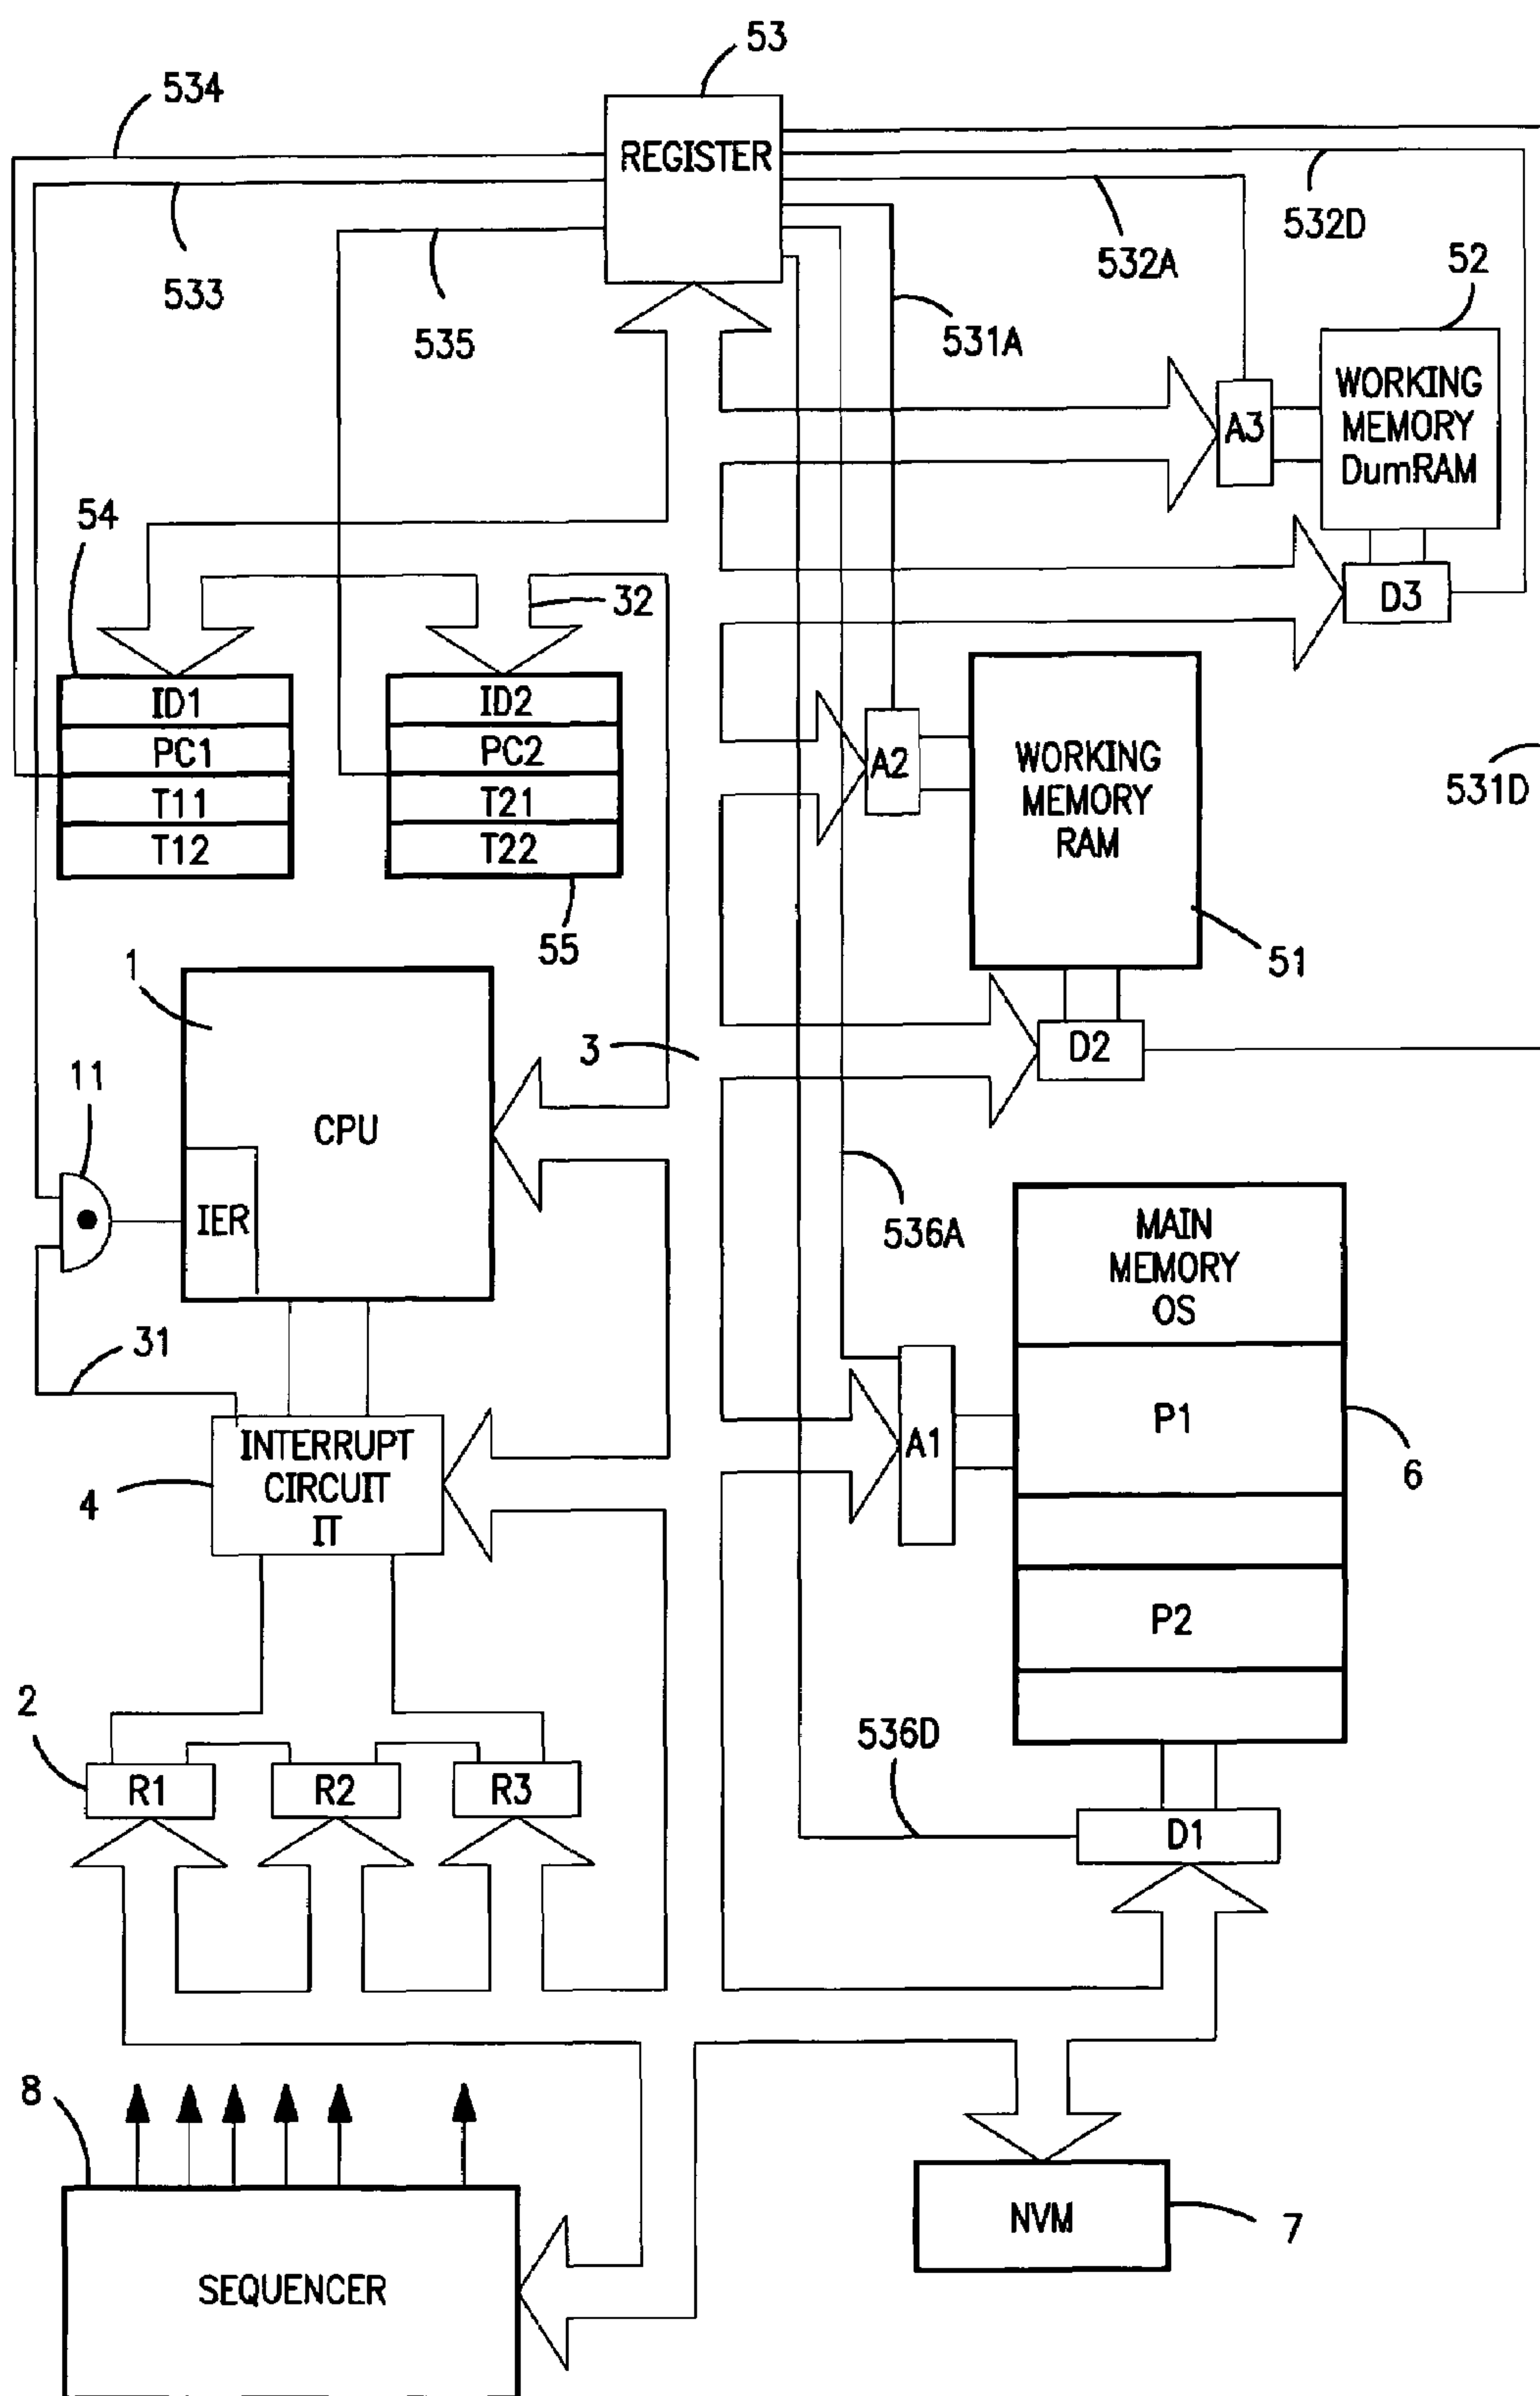 53
534
REGISTER
532D
533
532A
52
535
531A
WORKING
MEMORY
DumRAM
A3
54
32
D3
ID1
PC1
T11
T12
ID2
PC2
T21
T22
A2
WORKING
MEMORY
RAM
531D
55
51
1
3
D2
11
CPU
IER
536A
MAIN
MEMORY
OS
31
P1
A1
INTERRUPT
CIRCUIT
IT
4
6
P2
2
536D
R1
R2
R3
D1
8
NVM
7
SEQUENCER